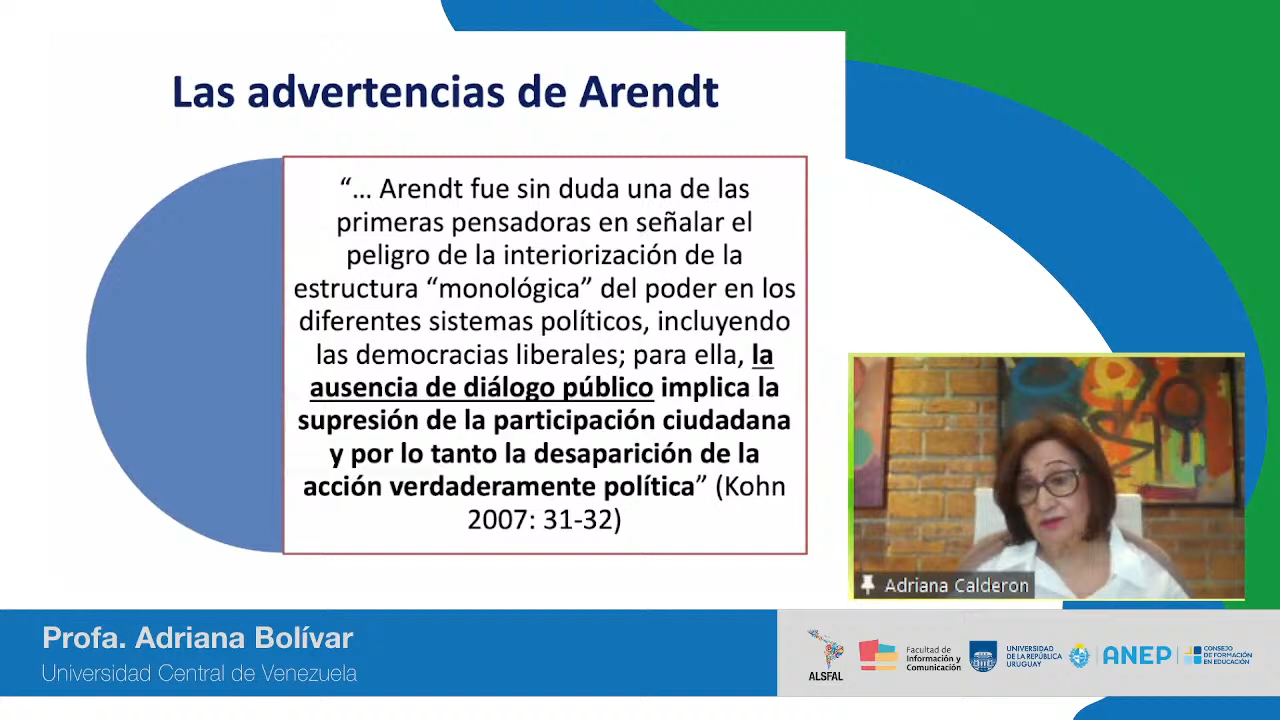 Las advertencias de Arendt
“... Arendt fue sin duda una de las
primeras pensadoras en señalar el
peligro de la interiorización de la
estructura “monológica” del poder en los
diferentes sistemas políticos, incluyendo
las democracias liberales; para ella, la
ausencia de diálogo público implica la
supresión de la participación ciudadana
y por lo tanto la desaparición de la
acción verdaderamente política” (Kohn
2007: 31-32)
Adriana Calderon
Profa. Adriana Bolívar
Universidad Central de Venezuela
ALSFAL
Facultad de
Información y
Comunicación
UNIVERSIDAD
DE LA REPÚBLICA
URUGUAY
ANEP
CONSEJO
DE FORMACIÓN
EN EDUCACIÓN